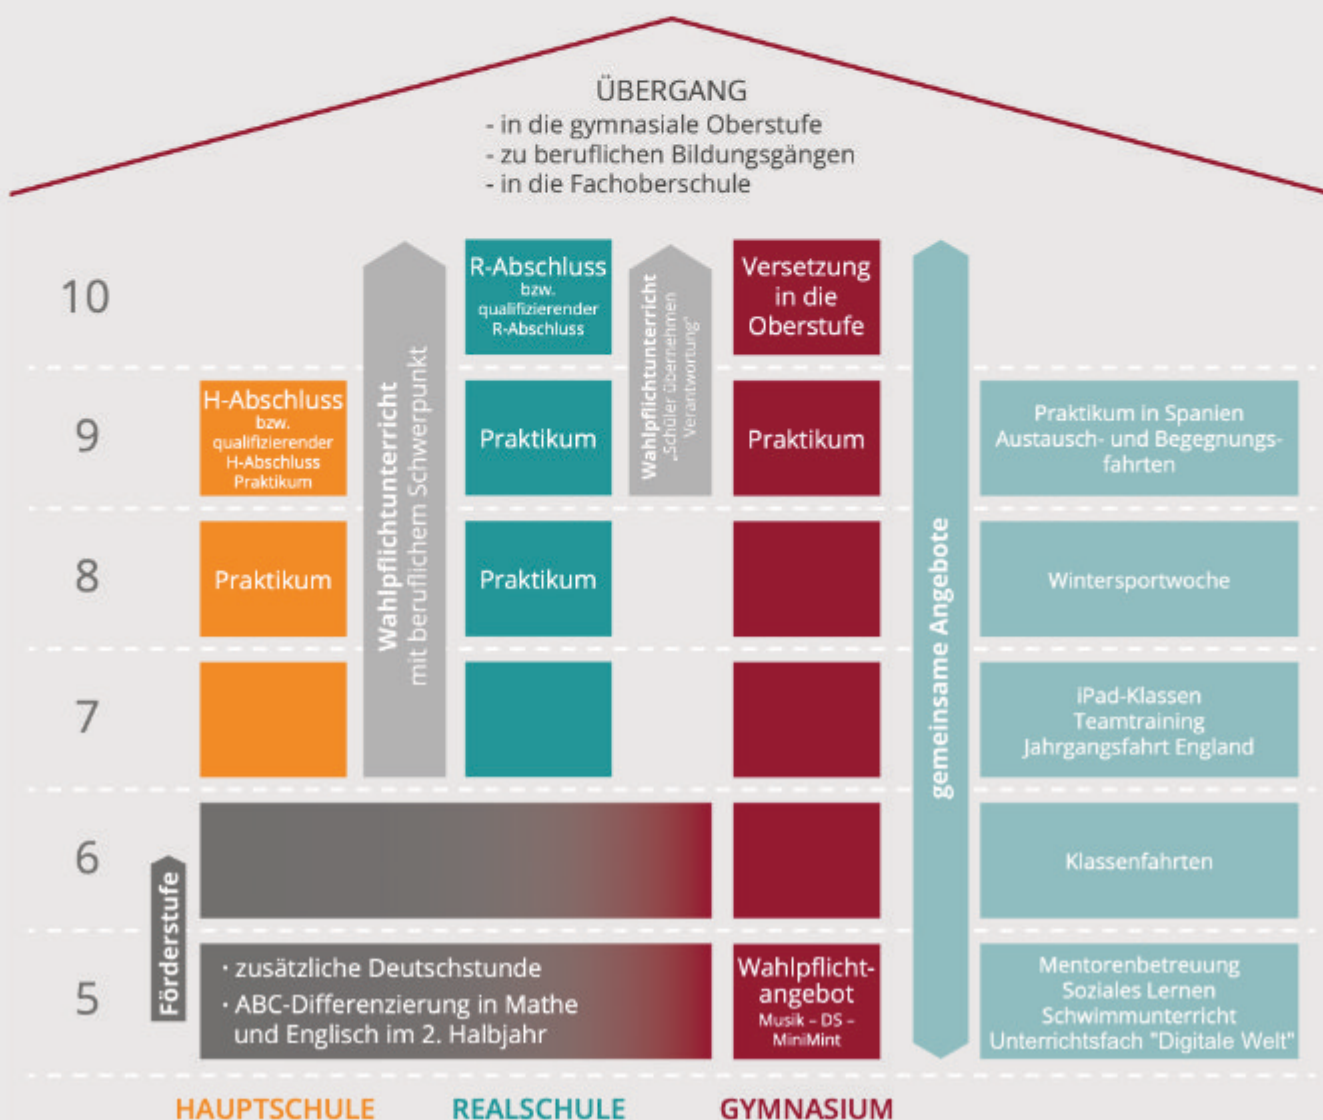 ÜBERGANG
- in die gymnasiale Oberstufe
- zu beruflichen Bildungsgängen
- in die Fachoberschule
10
R-Abschluss
bzw.
qualifizierender
R-Abschluss
Versetzung
in die
Oberstufe
9
H-Abschluss
bzw.
qualifizierender
H-Abschluss
Praktikum
Wahlpflichtunterricht
mit beruflichem Schwerpunkt
Praktikum
Wahlpflichtunterricht
„Schüler übernehmen
Verantwortung“
Praktikum
gemeinsame Angebote
Praktikum in Spanien
Austausch- und Begegnungs-
fahrten
8
Praktikum
Praktikum
Wintersportwoche
7
iPad-Klassen
Teamtraining
Jahrgangsfahrt England
6
Klassenfahrten
Förderstufe
5
· zusätzliche Deutschstunde
· ABC-Differenzierung in Mathe
und Englisch im 2. Halbjahr
Wahlpflicht-
angebot
Musik – DS –
MiniMint
Mentorenbetreuung
Soziales Lernen
Schwimmunterricht
Unterrichtsfach "Digitale Welt"
HAUPTSCHULE
REALSCHULE
GYMNASIUM